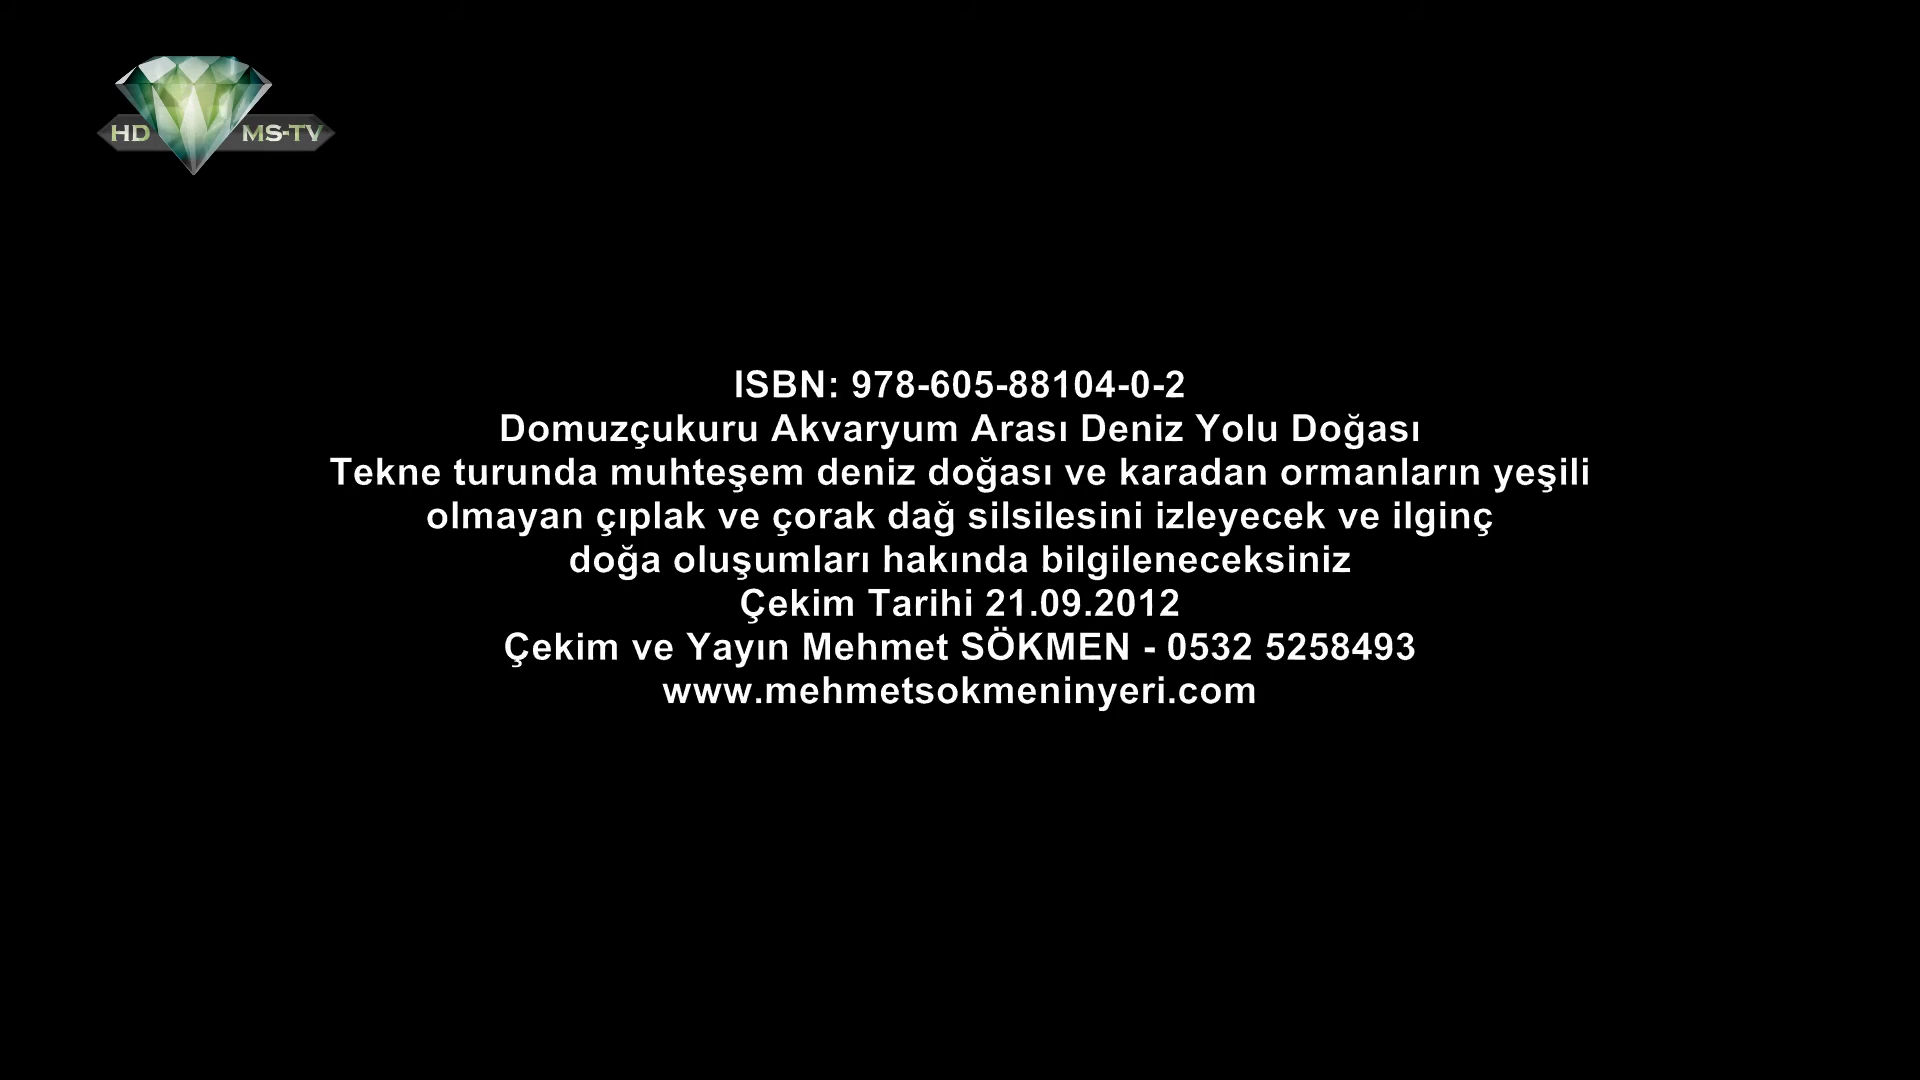 HD MS-TV
ISBN: 978-605-88104-0-2
Domuzçukuru Akvaryum Arası Deniz Yolu Doğası
Tekne turunda muhteşem deniz doğası ve karadan ormanların yeşili
olmayan çıplak ve çorak dağ silsilesini izleyecek ve ilginç
doğa oluşumları hakında bilgileneceksiniz
Çekim Tarihi 21.09.2012
Çekim ve Yayın Mehmet SÖKMEN - 0532 5258493
www.mehmetsokmeninyeri.com